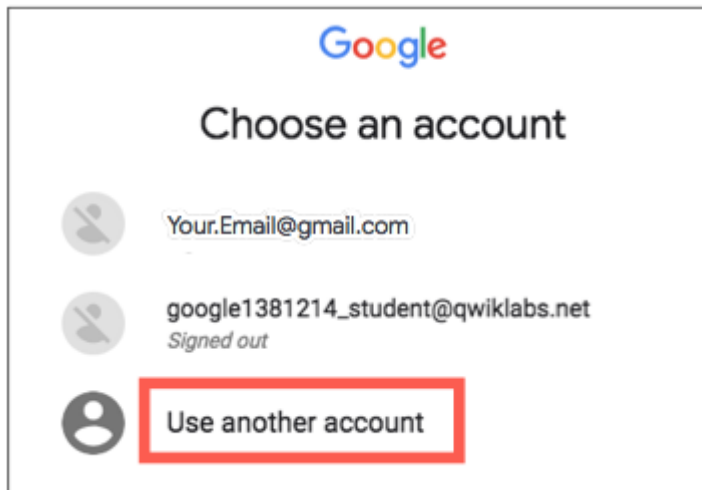 Google
Choose an account
Your.Email@gmail.com
google1381214_student@qwiklabs.net
Signed out
Use another account